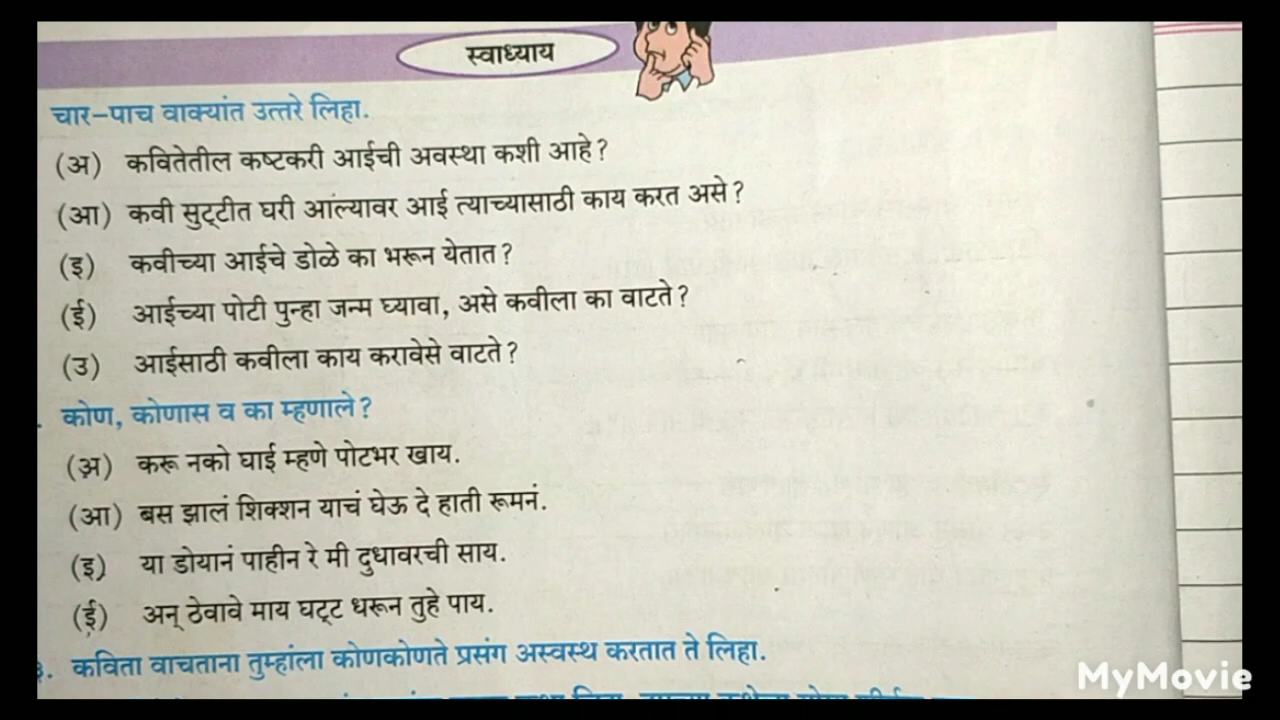 स्वाध्याय
चार-पाच वाक्यांत उत्तरे लिहा.
(अ) कवितेतील कष्टकरी आईची अवस्था कशी आहे?
(आ) कवी सुट्टीत घरी आल्यावर आई त्याच्यासाठी काय करत असे?
(इ) कवीच्या आईचे डोळे का भरून येतात?
(ई) आईच्या पोटी पुन्हा जन्म घ्यावा, असे कवीला का वाटते?
(उ) आईसाठी कवीला काय करावेसे वाटते?
कोण, कोणास व का म्हणाले?
(अ) करू नको घाई म्हणे पोटभर खाय.
(आ) बस झालं शिक्शन याचं घेऊ दे हाती रूमनं.
(इ) या डोयानं पाहीन रे मी दुधावरची साय.
(ई) अन् ठेवावे माय घट्ट धरून तुहे पाय.
३. कविता वाचताना तुम्हांला कोणकोणते प्रसंग अस्वस्थ करतात ते लिहा.
MyMovie